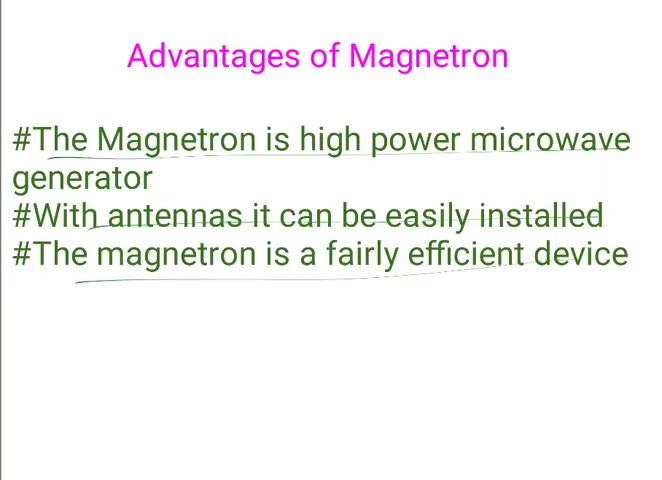 Advantages of Magnetron
#The Magnetron is high power microwave
generator
#With antennas it can be easily installed
#The magnetron is a fairly efficient device